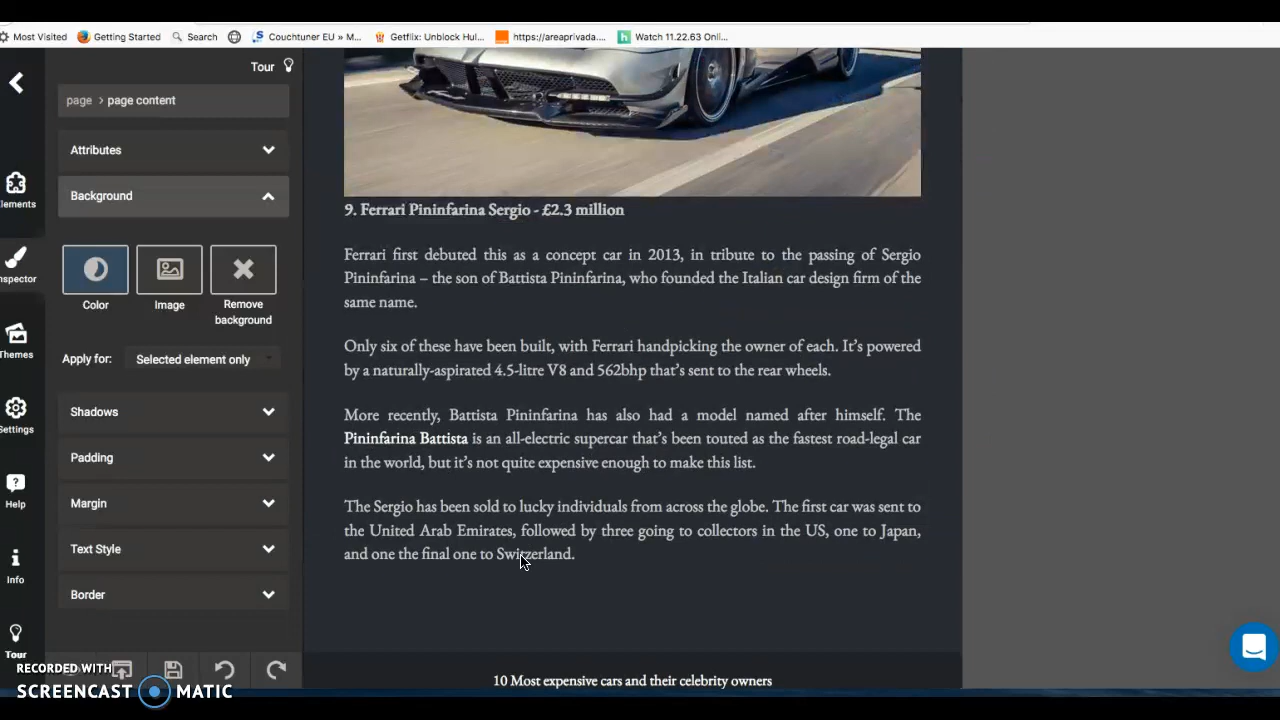 Most Visited Getting Started Search Couchtuner EU » M... Getflix: Unblock Hul... https://areaprivada.... Watch 11.22.63 Onli...
Tour
page > page content
Attributes
Background
Color Image Remove
background
Apply for: Selected element only
Shadows
Padding
Margin
Text Style
Border
lements
nspector
Themes
Settings
Help
Info
Tour
9. Ferrari Pininfarina Sergio - £2.3 million
Ferrari first debuted this as a concept car in 2013, in tribute to the passing of Sergio
Pininfarina – the son of Battista Pininfarina, who founded the Italian car design firm of the
same name.
Only six of these have been built, with Ferrari handpicking the owner of each. It's powered
by a naturally-aspirated 4.5-litre V8 and 562bhp that's sent to the rear wheels.
More recently, Battista Pininfarina has also had a model named after himself. The
Pininfarina Battista is an all-electric supercar that's been touted as the fastest road-legal car
in the world, but it's not quite expensive enough to make this list.
The Sergio has been sold to lucky individuals from across the globe. The first car was sent to
the United Arab Emirates, followed by three going to collectors in the US, one to Japan,
and one the final one to Switzerland.
10 Most expensive cars and their celebrity owners
RECORDED WITH
SCREENCAST MATIC